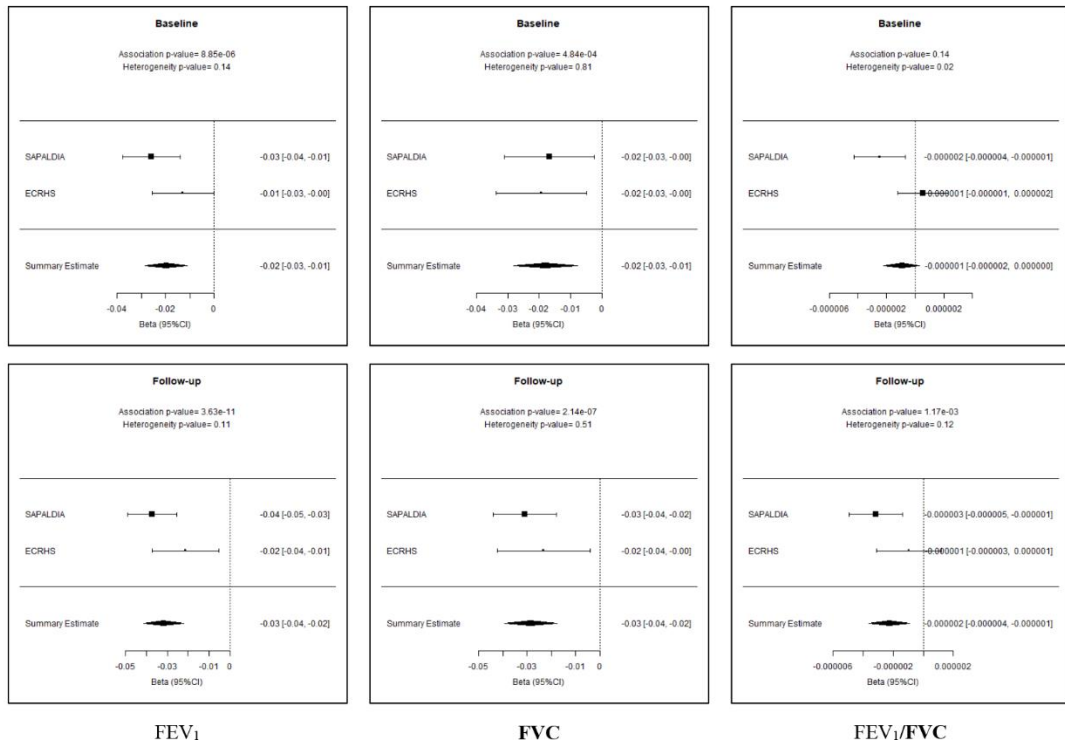 Baseline
Association p-value= 8.85e-06
Heterogeneity p-value= 0.14
SAPALDIA
-0.03 [-0.04, -0.01]
ECRHS
-0.01 [-0.03, -0.00]
Summary Estimate
-0.02 [-0.03, -0.01]
-0.04 -0.02 0
Beta (95%CI)
Baseline
Association p-value= 4.84e-04
Heterogeneity p-value= 0.81
SAPALDIA
-0.02 [-0.03, -0.00]
ECRHS
-0.02 [-0.03, -0.00]
Summary Estimate
-0.02 [-0.03, -0.01]
-0.04 -0.03 -0.02 -0.01 0
Beta (95%CI)
Baseline
Association p-value= 0.14
Heterogeneity p-value= 0.02
SAPALDIA
-0.000002 [-0.000004, -0.000001]
ECRHS
0.000001 [-0.000001, 0.000002]
Summary Estimate
-0.000001 [-0.000002, 0.000000]
-0.000006 -0.000002 0.000002
Beta (95%CI)
Follow-up
Association p-value= 3.63e-11
Heterogeneity p-value= 0.11
SAPALDIA
-0.04 [-0.05, -0.03]
ECRHS
-0.02 [-0.04, -0.01]
Summary Estimate
-0.03 [-0.04, -0.02]
-0.05 -0.03 -0.01 0
Beta (95%CI)
Follow-up
Association p-value= 2.14e-07
Heterogeneity p-value= 0.51
SAPALDIA
-0.03 [-0.04, -0.02]
ECRHS
-0.02 [-0.04, -0.00]
Summary Estimate
-0.03 [-0.04, -0.02]
-0.05 -0.03 -0.01 0
Beta (95%CI)
Follow-up
Association p-value= 1.17e-03
Heterogeneity p-value= 0.12
SAPALDIA
-0.000003 [-0.000005, -0.000001]
ECRHS
-0.000001 [-0.000003, 0.000001]
Summary Estimate
-0.000002 [-0.000004, -0.000001]
-0.000006 -0.000002 0.000002
Beta (95%CI)
FEV₁
FVC
FEV₁/FVC